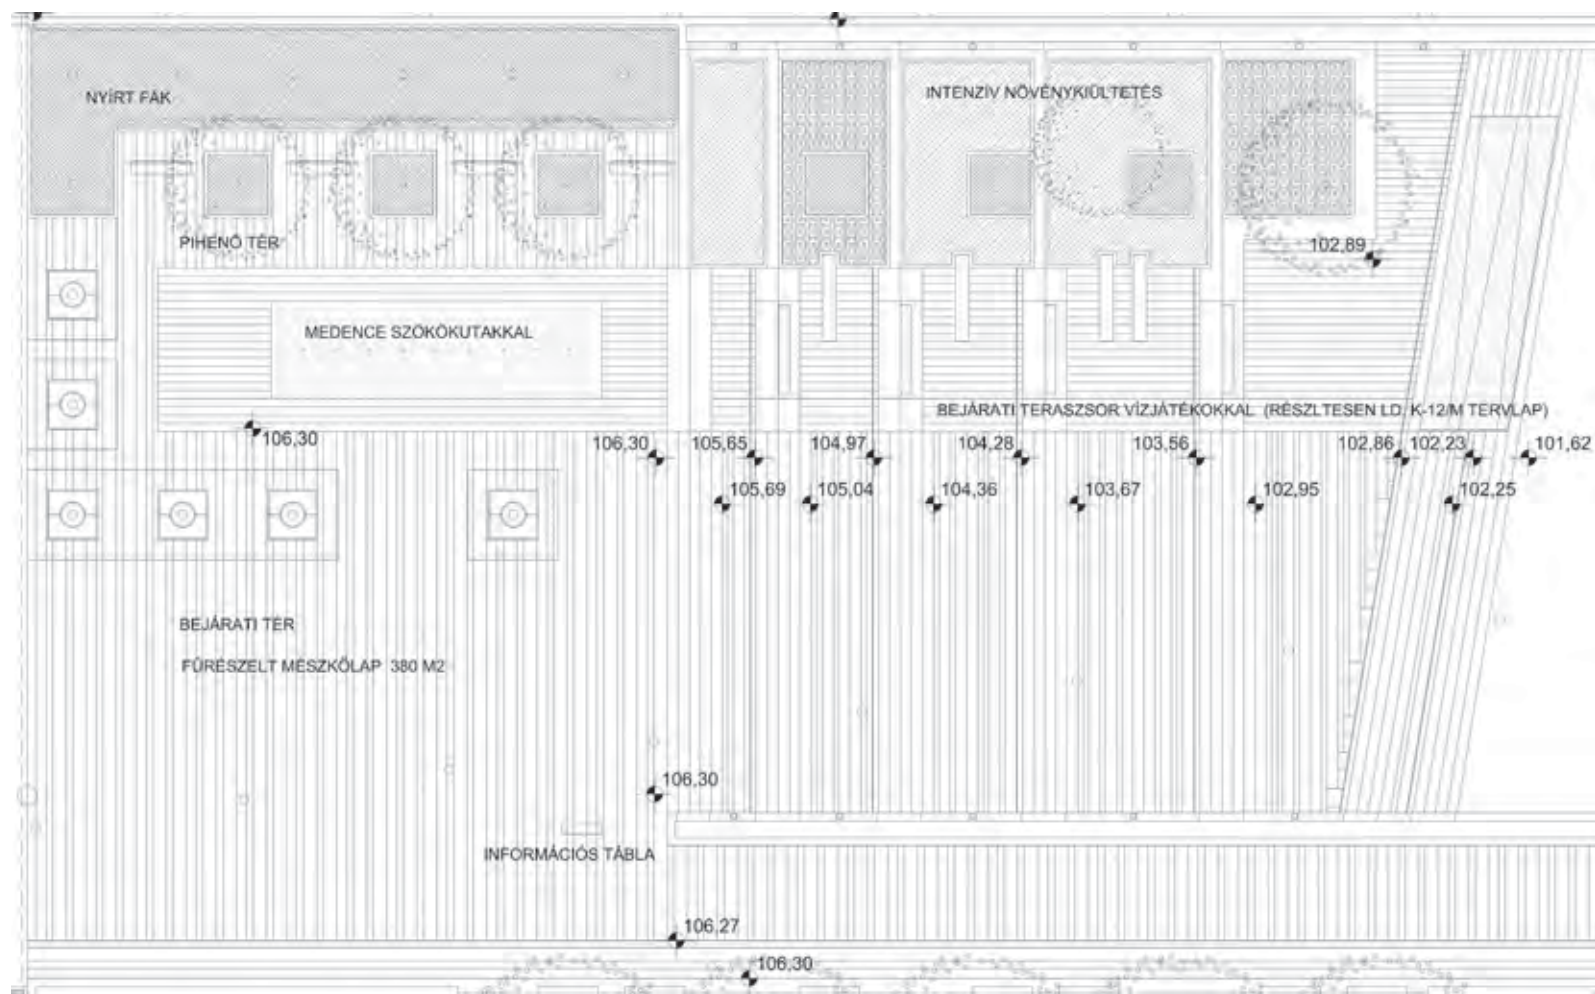 NYÍRT FÁK
INTENZÍV NÖVÉNYKIÜLTETÉS
PIHENŐ TÉR
102,89
MEDENCE SZÖKŐKUTAKKAL
BEJÁRATI TERASZSOR VÍZJÁTÉKOKKAL (RÉSZLTESEN LD. K-12/M TERVLAP)
106,30
106,30
105,65
104,97
104,28
103,56
102,86
102,23
101,62
105,69
105,04
104,36
103,67
102,95
102,25
BEJÁRATI TÉR
FŰRÉSZELT MÉSZKŐLAP 380 M2
106,30
INFORMÁCIÓS TÁBLA
106,27
106,30